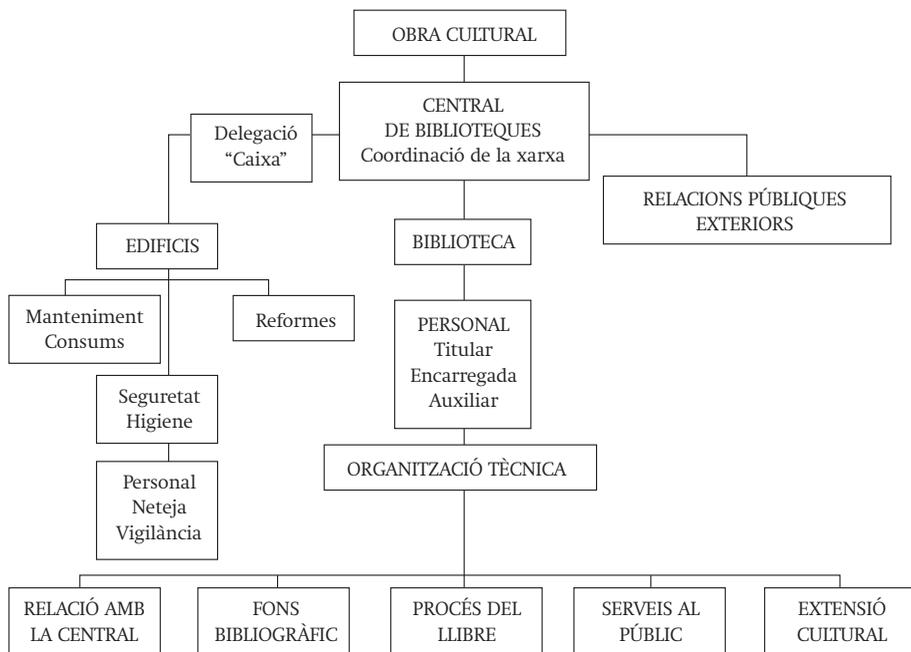 OBRA CULTURAL
CENTRAL
DE BIBLIOTEQUES
Coordinació de la xarxa
Delegació
“Caixa”
RELACIONS PÚBLIQUES
EXTERIORS
EDIFICIS
BIBLIOTECA
Manteniment
Consums
Reformes
PERSONAL
Titular
Encarregada
Auxiliar
Seguretat
Higiene
ORGANITZACIÓ TÈCNICA
Personal
Neteja
Vigilància
RELACIÓ AMB
LA CENTRAL
FONS
BIBLIOGRÀFIC
PROCÉS DEL
LLIBRE
SERVEIS AL
PÚBLIC
EXTENSIÓ
CULTURAL